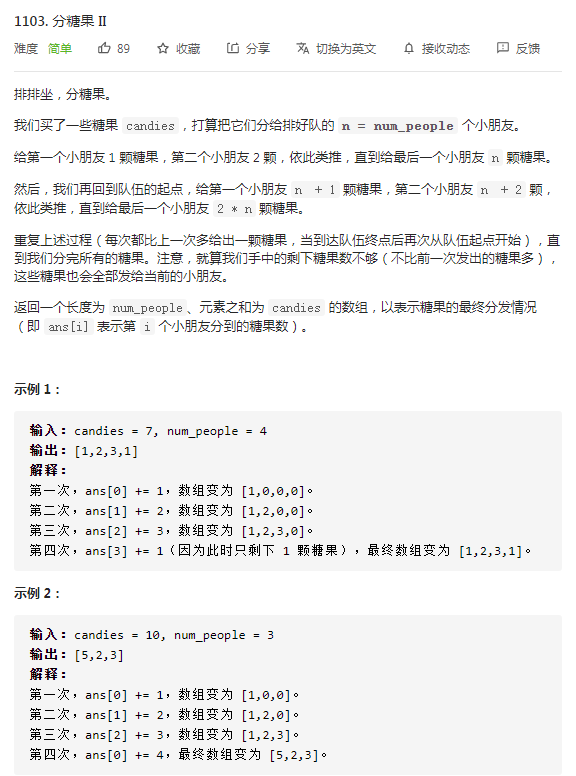 1103. 分糖果 II
难度 简单 89 收藏 分享 切换为英文 接收动态 反馈
排排坐，分糖果。
我们买了一些糖果 candies，打算把它们分给排好队的 n = num_people 个小朋友。
给第一个小朋友 1 颗糖果，第二个小朋友 2 颗，依此类推，直到给最后一个小朋友 n 颗糖果。
然后，我们再回到队伍的起点，给第一个小朋友 n + 1 颗糖果，第二个小朋友 n + 2 颗，
依此类推，直到给最后一个小朋友 2 * n 颗糖果。
重复上述过程（每次都比上一次多给出一颗糖果，当到达队伍终点后再次从队伍起点开始），直
到我们分完所有的糖果。注意，就算我们手中的剩下糖果数不够（不比前一次发出的糖果多），
这些糖果也会全部发给当前的小朋友。
返回一个长度为 num_people、元素之和为 candies 的数组，以表示糖果的最终分发情况
（即 ans[i] 表示第 i 个小朋友分到的糖果数）。
示例 1：
输入：candies = 7, num_people = 4
输出：[1,2,3,1]
解释：
第一次，ans[0] += 1，数组变为 [1,0,0,0]。
第二次，ans[1] += 2，数组变为 [1,2,0,0]。
第三次，ans[2] += 3，数组变为 [1,2,3,0]。
第四次，ans[3] += 1（因为此时只剩下 1 颗糖果），最终数组变为 [1,2,3,1]。
示例 2：
输入：candies = 10, num_people = 3
输出：[5,2,3]
解释：
第一次，ans[0] += 1，数组变为 [1,0,0]。
第二次，ans[1] += 2，数组变为 [1,2,0]。
第三次，ans[2] += 3，数组变为 [1,2,3]。
第四次，ans[0] += 4，最终数组变为 [5,2,3]。